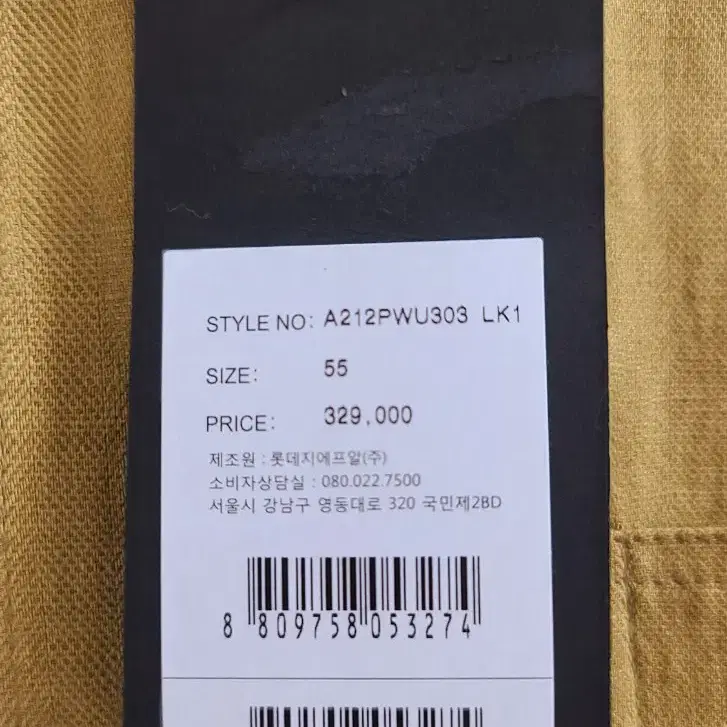 STYLE NO: A212PWU303 LK1
SIZE: 55
PRICE: 329,000
제조원 : 롯데지에프알(주)
소비자상담실 : 080.022.7500
서울시 강남구 영동대로 320 국민제2BD
8 809758 053274